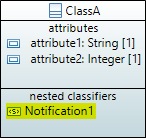 ClassA
attributes
attribute1: String [1]
attribute2: Integer [1]
nested classifiers
«S» Notification1